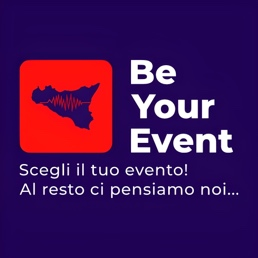 Be
Your
Event
Scegli il tuo evento!
Al resto ci pensiamo noi...